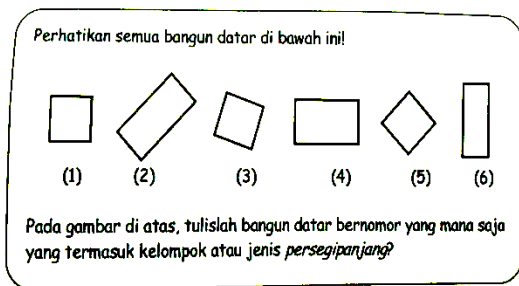 Perhatikan semua bangun datar di bawah ini!
(1) (2) (3) (4) (5) (6)
Pada gambar di atas, tulislah bangun datar bernomor yang mana saja
yang termasuk kelompok atau jenis persegipanjang?